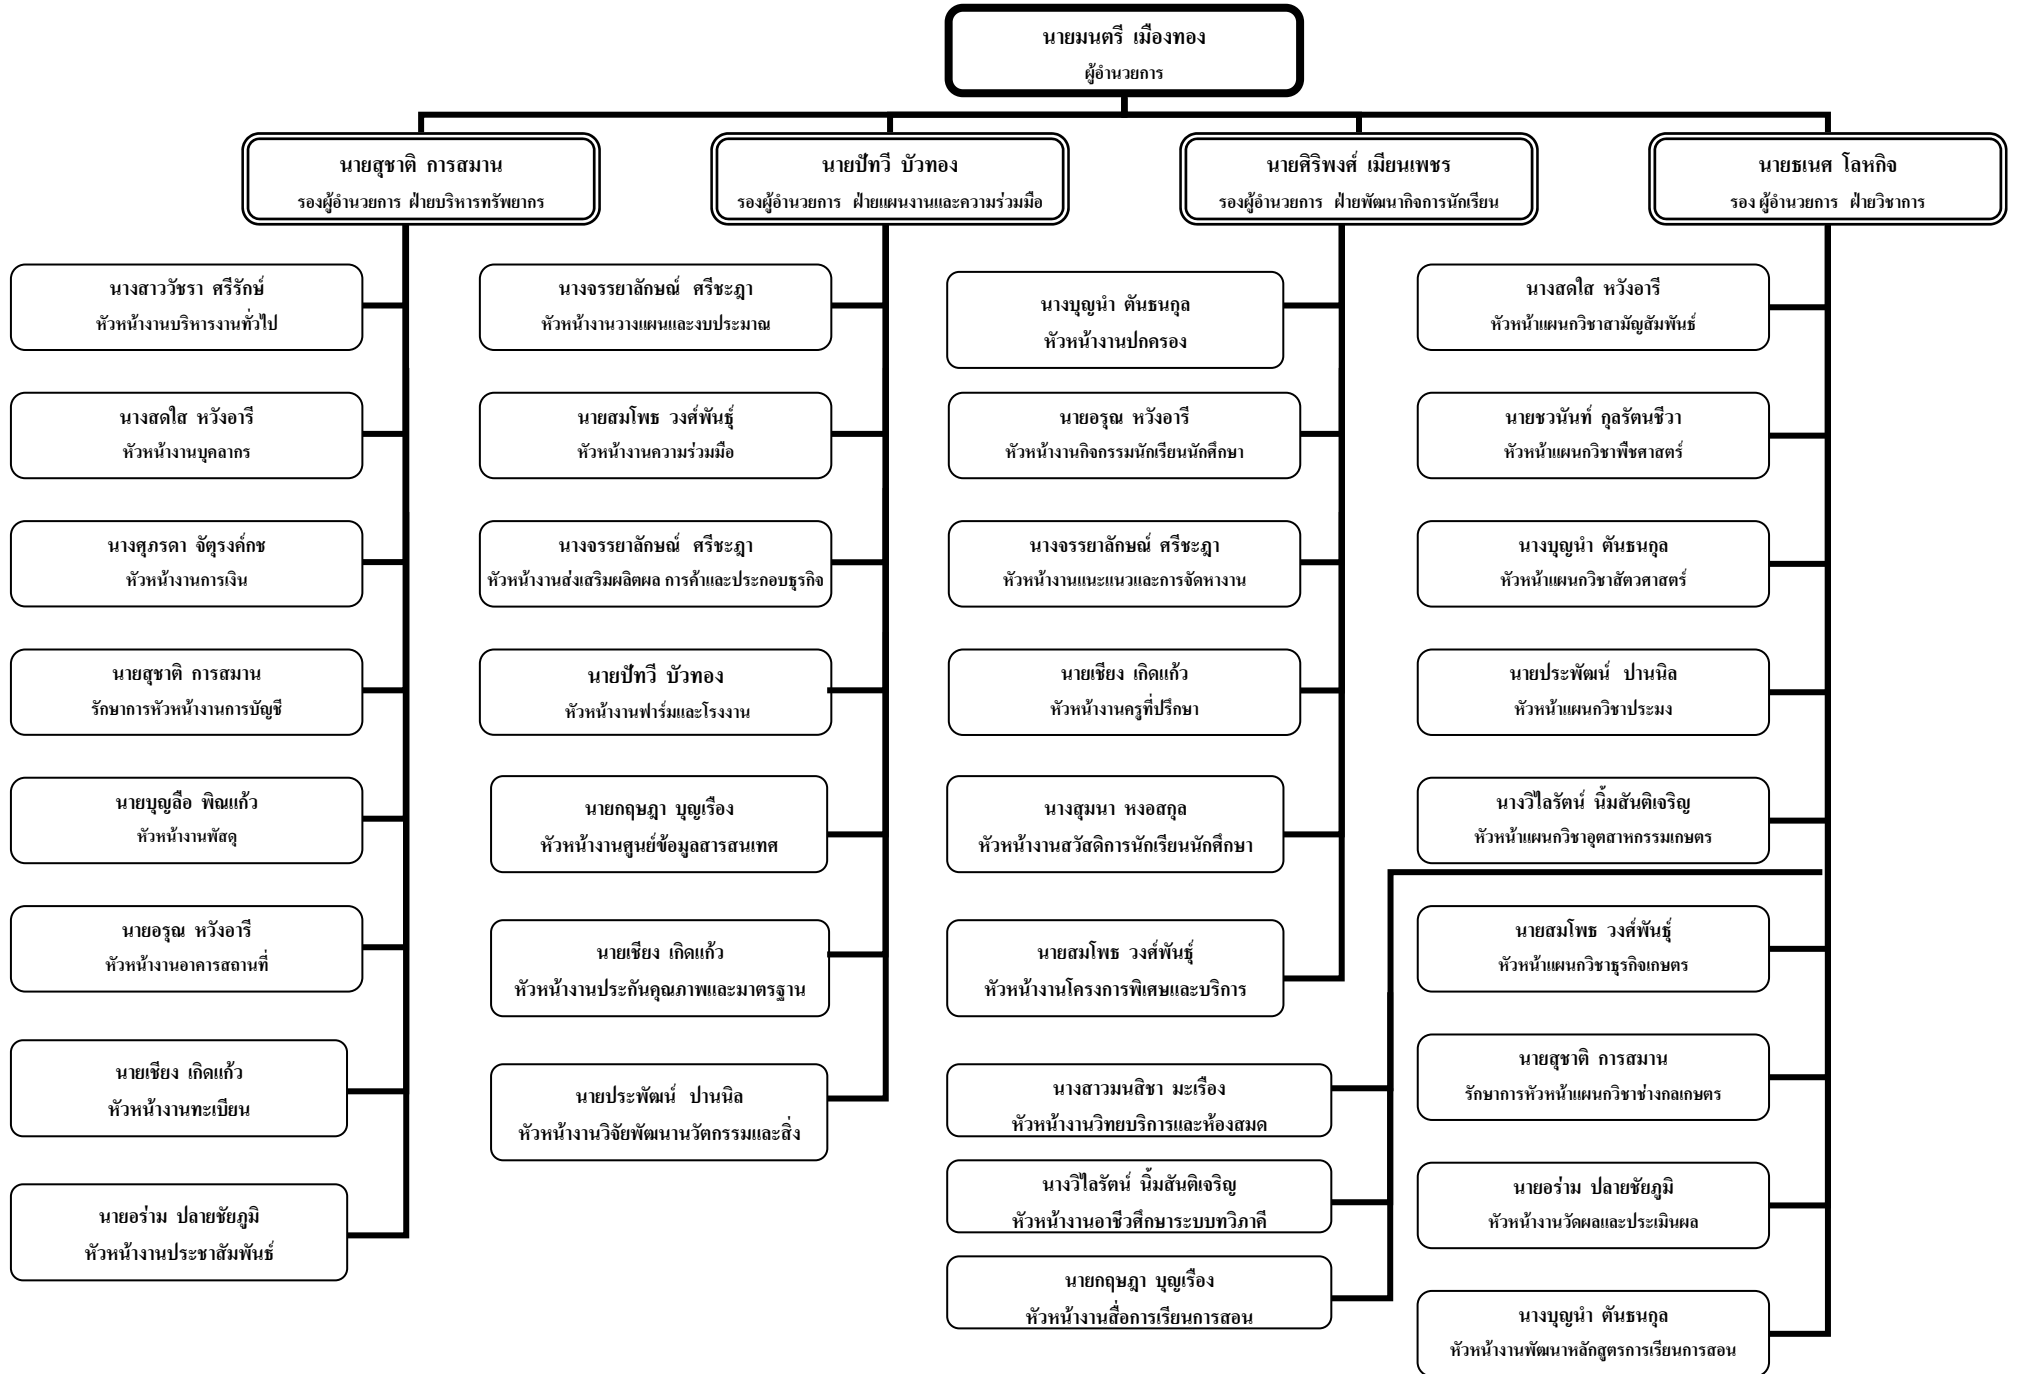 นายมนตรี เมืองทอง
ผู้อำนวยการ
นายสุชาติ การสมาน
รองผู้อำนวยการ ฝ่ายบริหารทรัพยากร
นายปัทวี บัวทอง
รองผู้อำนวยการ ฝ่ายแผนงานและความร่วมมือ
นายศิริพงศ์ เมียนเพชร
รองผู้อำนวยการ ฝ่ายพัฒนากิจการนักเรียน
นายธเนศ โลหกิจ
รอง ผู้อำนวยการ ฝ่ายวิชาการ
นางสาววัชรา ศรีรักษ์
หัวหน้างานบริหารงานทั่วไป
นางสดใส หวังอารี
หัวหน้างานบุคลากร
นางศุภรดา จัตุรงค์กช
หัวหน้างานการเงิน
นายสุชาติ การสมาน
รักษาการหัวหน้างานการบัญชี
นายบุญลือ พิณแก้ว
หัวหน้างานพัสดุ
นายอรุณ หวังอารี
หัวหน้างานอาคารสถานที่
นายเชียง เกิดแก้ว
หัวหน้างานทะเบียน
นายอร่าม ปลายชัยภูมิ
หัวหน้างานประชาสัมพันธ์
นางจรรยาลักษณ์ ศรีชะฎา
หัวหน้างานวางแผนและงบประมาณ
นายสมโพธ วงศ์พันธุ์
หัวหน้างานความร่วมมือ
นางจรรยาลักษณ์ ศรีชะฎา
หัวหน้างานส่งเสริมผลิตผล การค้าและประกอบธุรกิจ
นายปัทวี บัวทอง
หัวหน้างานฟาร์มและโรงงาน
นายกฤษฎา บุญเรือง
หัวหน้างานศูนย์ข้อมูลสารสนเทศ
นายเชียง เกิดแก้ว
หัวหน้างานประกันคุณภาพและมาตรฐาน
นายประพัฒน์ ปานนิล
หัวหน้างานวิจัยพัฒนานวัตกรรมและสิ่ง
นางบุญนำ ตันธนกุล
หัวหน้างานปกครอง
นายอรุณ หวังอารี
หัวหน้างานกิจกรรมนักเรียนนักศึกษา
นางจรรยาลักษณ์ ศรีชะฎา
หัวหน้างานแนะแนวและการจัดหางาน
นายเชียง เกิดแก้ว
หัวหน้างานครูที่ปรึกษา
นางสุมนา หงอสกุล
หัวหน้างานสวัสดิการนักเรียนนักศึกษา
นายสมโพธ วงศ์พันธุ์
หัวหน้างานโครงการพิเศษและบริการ
นางสาวมนสิชา มะเรือง
หัวหน้างานวิทยบริการและห้องสมด
นางวิไลรัตน์ นิ้มสันติเจริญ
หัวหน้างานอาชีวศึกษาระบบทวิภาคี
นายกฤษฎา บุญเรือง
หัวหน้างานสื่อการเรียนการสอน
นางสดใส หวังอารี
หัวหน้าแผนกวิชาสามัญสัมพันธ์
นายชวนันท์ กุลรัตนชีวา
หัวหน้าแผนกวิชาพืชศาสตร์
นางบุญนำ ตันธนกุล
หัวหน้าแผนกวิชาสัตวศาสตร์
นายประพัฒน์ ปานนิล
หัวหน้าแผนกวิชาประมง
นางวิไลรัตน์ นิ้มสันติเจริญ
หัวหน้าแผนกวิชาอุตสาหกรรมเกษตร
นายสมโพธ วงศ์พันธุ์
หัวหน้าแผนกวิชาธุรกิจเกษตร
นายสุชาติ การสมาน
รักษาการหัวหน้าแผนกวิชาช่างกลเกษตร
นายอร่าม ปลายชัยภูมิ
หัวหน้างานวัดผลและประเมินผล
นางบุญนำ ตันธนกุล
หัวหน้างานพัฒนาหลักสูตรการเรียนการสอน